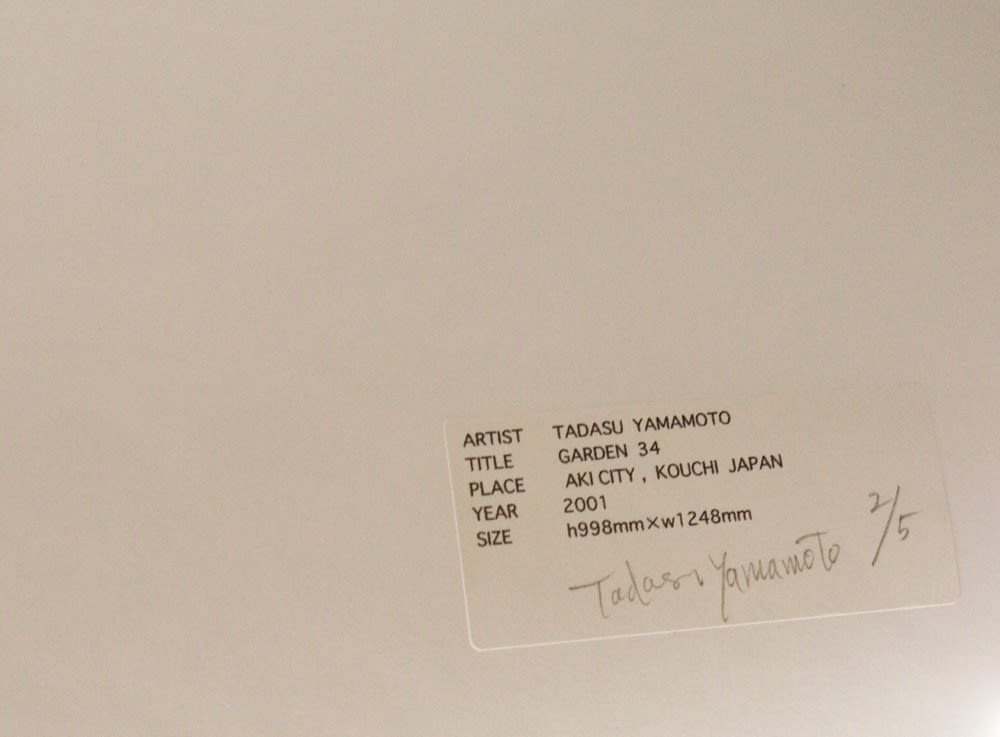 ARTIST TADASU YAMAMOTO
TITLE GARDEN 34
PLACE AKI CITY, KOUCHI JAPAN
YEAR 2001
SIZE h998mm×w1248mm
2/5
Tadasu Yamamoto